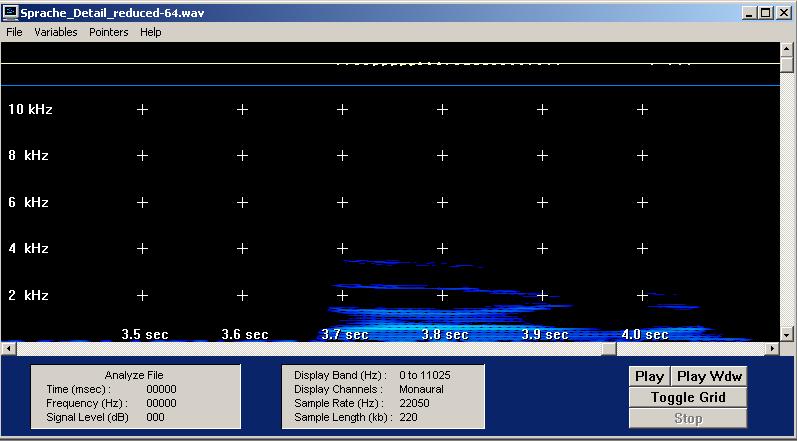 Sprache_Detail_reduced-64.wav
File Variables Pointers Help
10 kHz
8 kHz
6 kHz
4 kHz
2 kHz
3.5 sec 3.6 sec 3.7 sec 3.8 sec 3.9 sec 4.0 sec
Analyze File
Time (msec) : 00000
Frequency (Hz) : 00000
Signal Level (dB) 000
Display Band (Hz) : 0 to 11025
Display Channels : Monaural
Sample Rate (Hz) : 22050
Sample Length (kb) : 220
Play Play Wdw
Toggle Grid
Stop